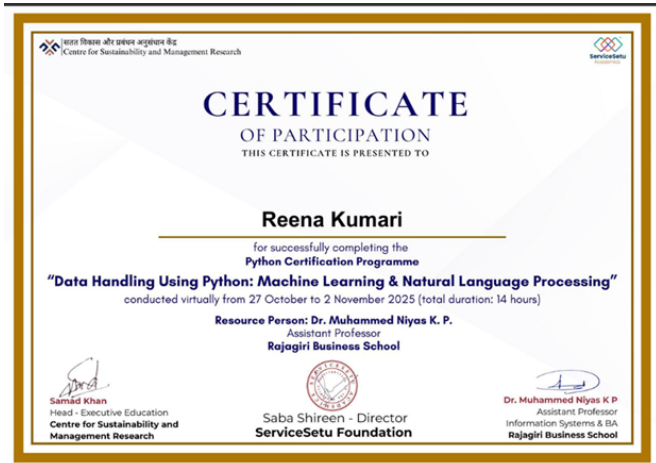 सतत विकास और प्रबंधन अनुसंधान केंद्र
Centre for Sustainability and Management Research
ServiceSetu
Academics
CERTIFICATE
OF PARTICIPATION
THIS CERTIFICATE IS PRESENTED TO
Reena Kumari
for successfully completing the
Python Certification Programme
“Data Handling Using Python: Machine Learning & Natural Language Processing”
conducted virtually from 27 October to 2 November 2025 (total duration: 14 hours)
Resource Person: Dr. Muhammed Niyas K. P.
Assistant Professor
Rajagiri Business School
Samad Khan
Head - Executive Education
Centre for Sustainability and
Management Research
Saba Shireen - Director
ServiceSetu Foundation
Dr. Muhammed Niyas K P
Assistant Professor
Information Systems & BA
Rajagiri Business School